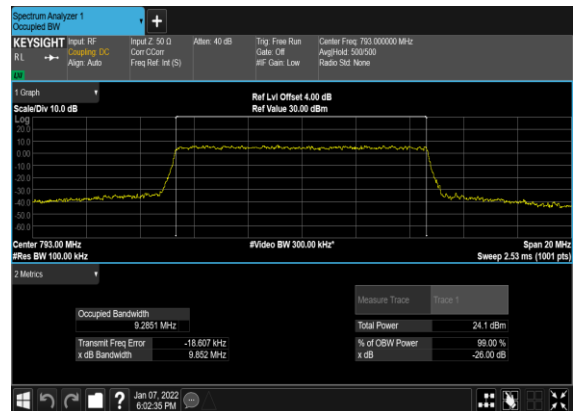 Spectrum Analyzer 1
Occupied BW
KEYSIGHT Input: RF Input Z: 50 Ω Atten: 40 dB Trig: Free Run Center Freq: 793.000000 MHz
RL Coupling: DC Corr CCorr Gate: Off Avg|Hold: 500/500
Align: Auto Freq Ref: Int (S) #IF Gain: Low Radio Std: None
1 Graph
Ref Lvl Offset 4.00 dB
Scale/Div 10.0 dB Ref Value 30.00 dBm
Log
20.0
10.0
0.00
-10.0
-20.0
-30.0
-40.0
-50.0
-60.0
Center 793.00 MHz #Video BW 300.00 kHz* Span 20 MHz
#Res BW 100.00 kHz Sweep 2.53 ms (1001 pts)
2 Metrics
Measure Trace Trace 1
Occupied Bandwidth
9.2851 MHz Total Power 24.1 dBm
Transmit Freq Error -18.607 kHz % of OBW Power 99.00 %
x dB Bandwidth 9.852 MHz x dB -26.00 dB
? Jan 07, 2022
6:02:35 PM